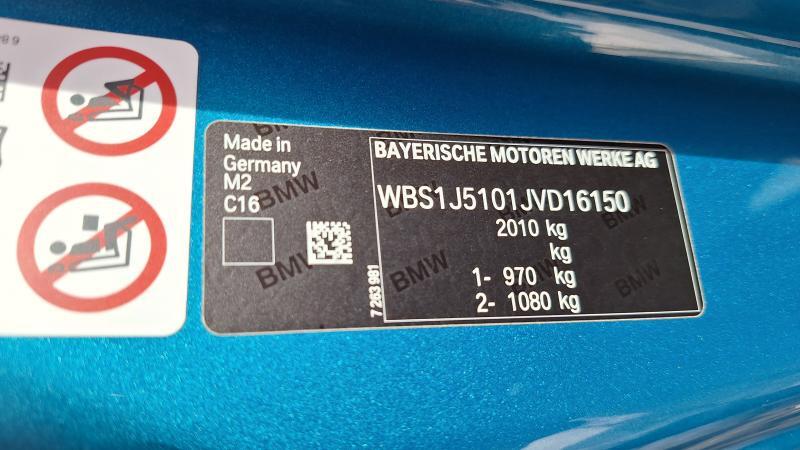 Made in
Germany
M2
C16
BMW
BMW
BMW
BMW
BMW
7 263 981
BAYERISCHE MOTOREN WERKE AG
WBS1J5101JVD16150
2010 kg
kg
1- 970 kg
2- 1080 kg